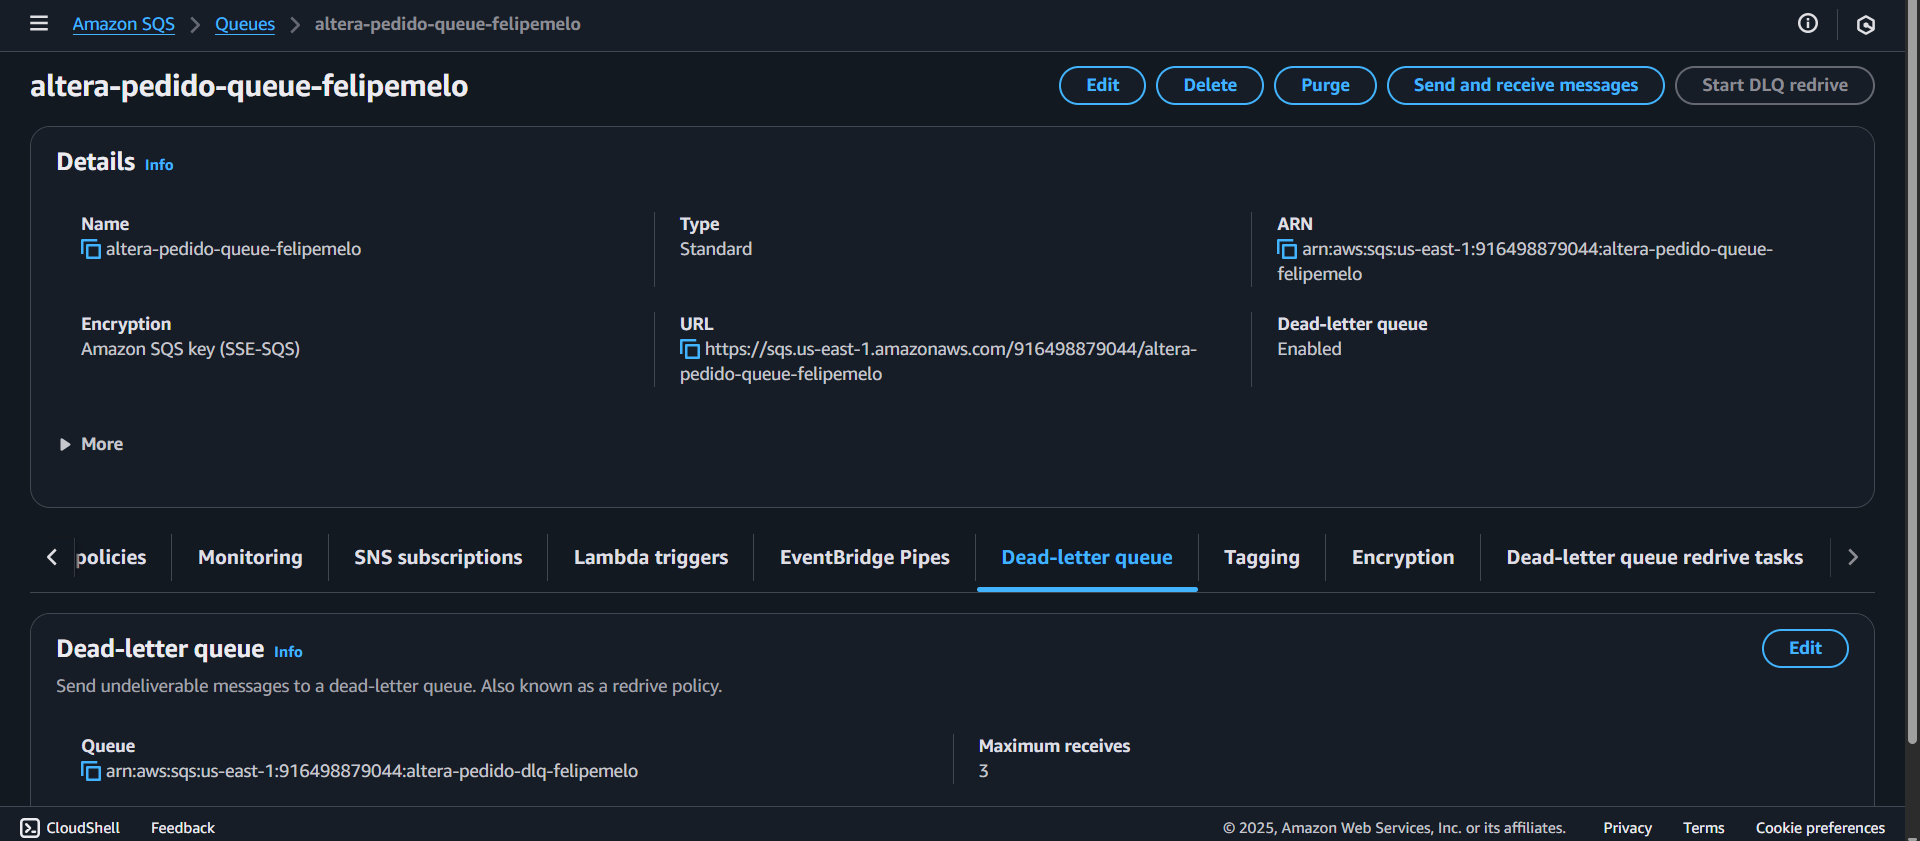 Amazon SQS
Queues
altera-pedido-queue-felipemelo
altera-pedido-queue-felipemelo
Edit
Delete
Purge
Send and receive messages
Start DLQ redrive
Details Info
Name
altera-pedido-queue-felipemelo
Type
Standard
ARN
arn:aws:sqs:us-east-1:916498879044:altera-pedido-queue-
felipemelo
Encryption
Amazon SQS key (SSE-SQS)
URL
https://sqs.us-east-1.amazonaws.com/916498879044/altera-
pedido-queue-felipemelo
Dead-letter queue
Enabled
More
policies
Monitoring
SNS subscriptions
Lambda triggers
EventBridge Pipes
Dead-letter queue
Tagging
Encryption
Dead-letter queue redrive tasks
Dead-letter queue Info
Edit
Send undeliverable messages to a dead-letter queue. Also known as a redrive policy.
Queue
arn:aws:sqs:us-east-1:916498879044:altera-pedido-dlq-felipemelo
Maximum receives
3
CloudShell
Feedback
© 2025, Amazon Web Services, Inc. or its affiliates.
Privacy
Terms
Cookie preferences